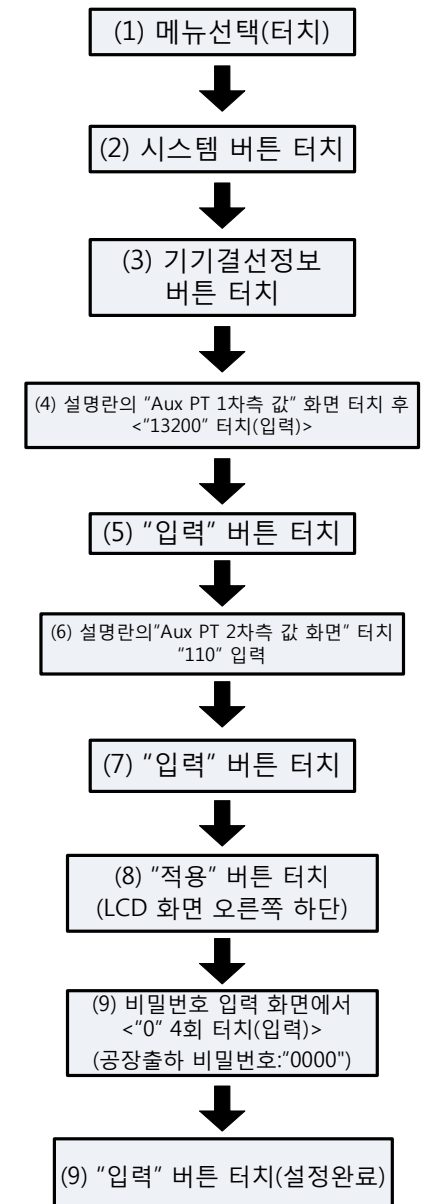 (1) 메뉴선택(터치)
(2) 시스템 버튼 터치
(3) 기기결선정보
버튼 터치
(4) 설명란의 "Aux PT 1차측 값" 화면 터치 후
<"13200" 터치(입력)>
(5) "입력" 버튼 터치
(6) 설명란의"Aux PT 2차측 값 화면" 터치
"110" 입력
(7) "입력" 버튼 터치
(8) "적용" 버튼 터치
(LCD 화면 오른쪽 하단)
(9) 비밀번호 입력 화면에서
<"0" 4회 터치(입력)>
(공장출하 비밀번호:"0000")
(9) "입력" 버튼 터치(설정완료)